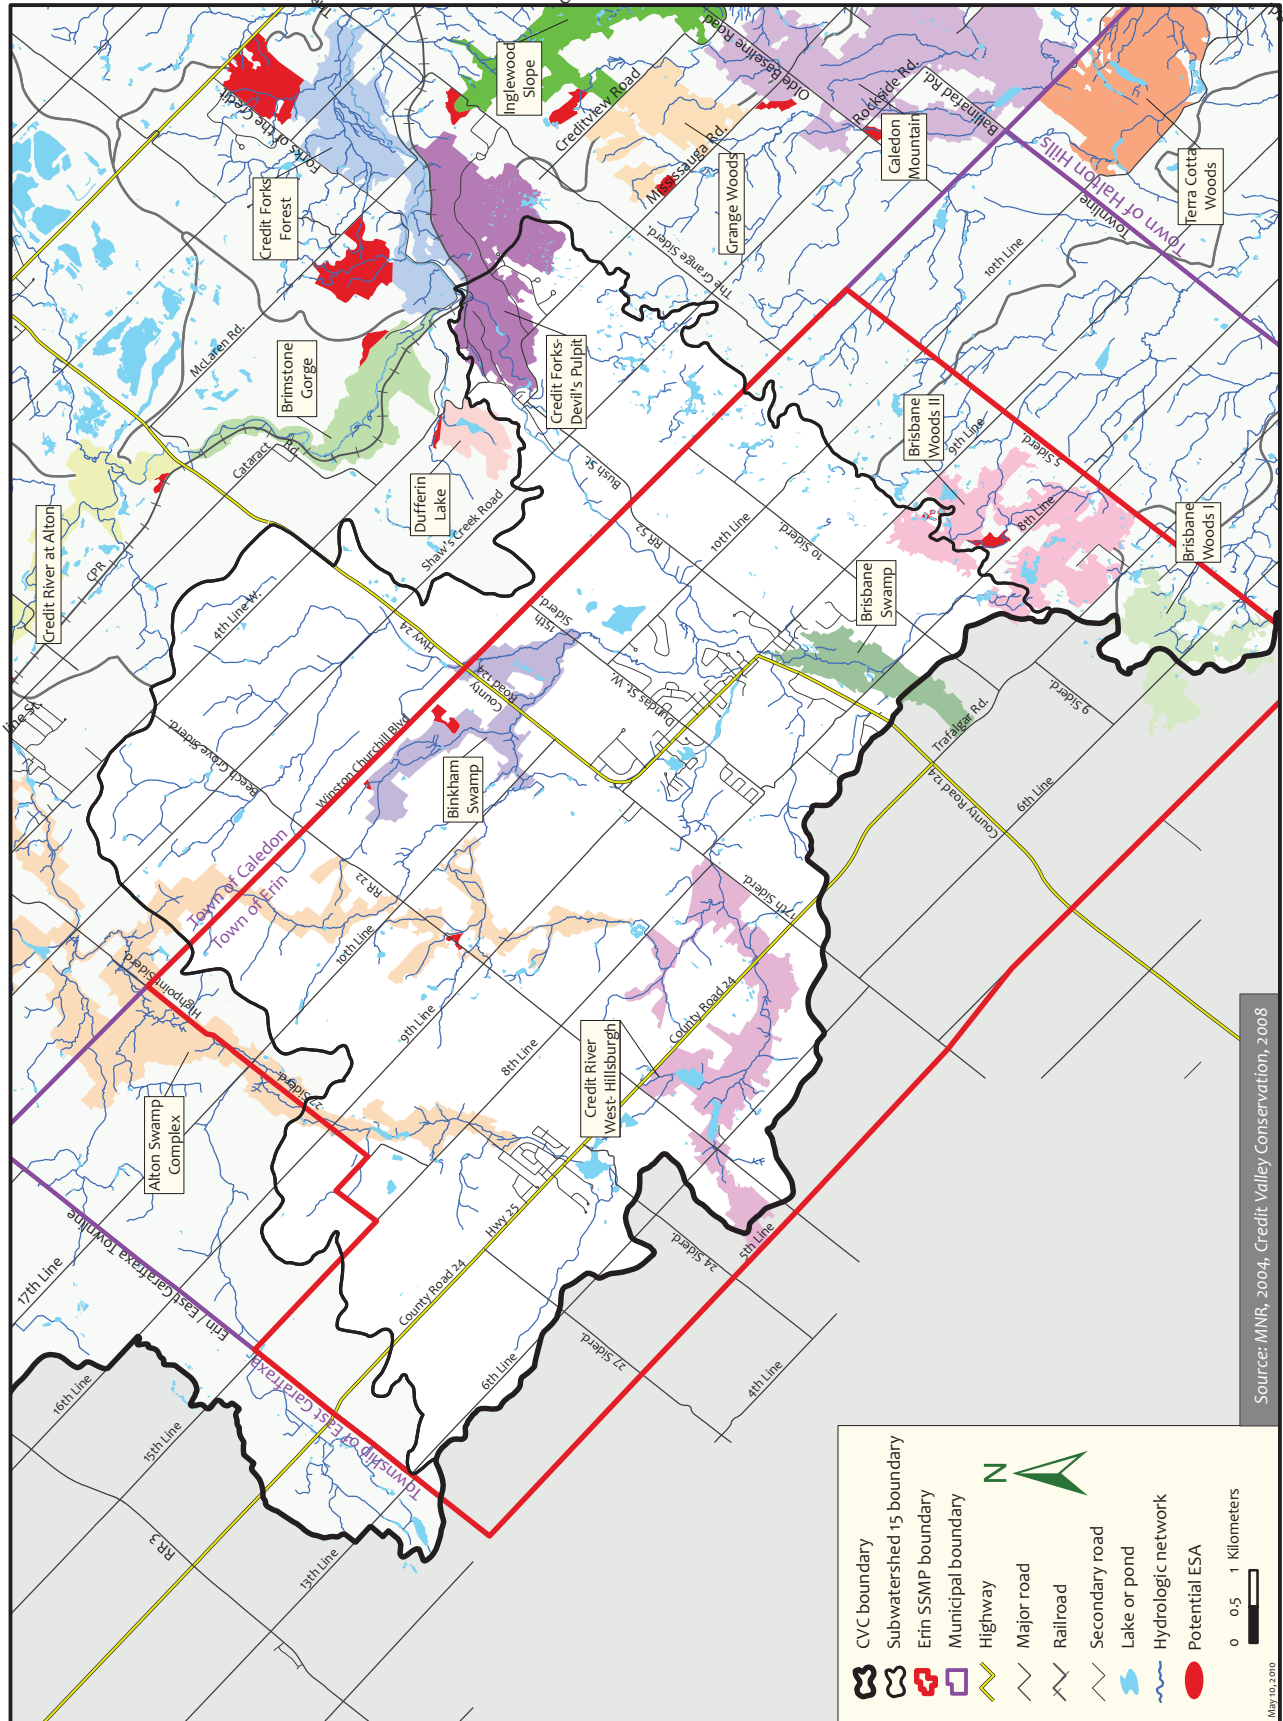 Credit River at Alton
Credit Forks
Forest
Inglewood
Slope
Brimstone
Gorge
Dufferin
Lake
Credit Forks-
Devil's Pulpit
Grange Woods
Caledon
Mountain
Terra Cotta
Woods
Brisbane
Woods II
Brisbane
Woods I
Brisbane
Swamp
Binkham
Swamp
Alton Swamp
Complex
Credit River
West- Hillsburgh
Town of Caledon
Town of Erin
Town of Halton Hills
Township of East Garafraxa
Erin / East Garafraxa Townline
Forks of the Credit
Creditview Road
Olde Baseline Road
Mississauga Rd.
Rockside Rd.
Ballinafad Rd.
The Grange Siderd.
Townline
10th Line
McLaren Rd.
Cataract
Rd.
CPR
Shaw's Creek Road
Bush St.
RR 52
10th Line
10 Siderd.
9th Line
8th Line
5 Siderd.
4th Line W.
Hwy 24
15th
Siderd.
County
Road 124
Dundas St. W.
Winston Churchill Blvd
Beech Grove Siderd.
line St.
Trafalgar Rd.
9 Siderd.
6th Line
County Road 124
17th Siderd.
RR 22
10th Line
9th Line
8th Line
County Road 24
Highpoint Siderd.
27 Siderd.
Hwy 25
County Road 24
6th Line
5th Line
24 Siderd.
27 Siderd.
4th Line
17th Line
16th Line
15th Line
13th Line
RR 3
CVC boundary
Subwatershed 15 boundary
Erin SSMP boundary
Municipal boundary
Highway
Major road
Railroad
Secondary road
Lake or pond
Hydrologic network
Potential ESA
N
0 0.5 1 Kilometers
May 10, 2010
Source: MNR, 2004, Credit Valley Conservation, 2008